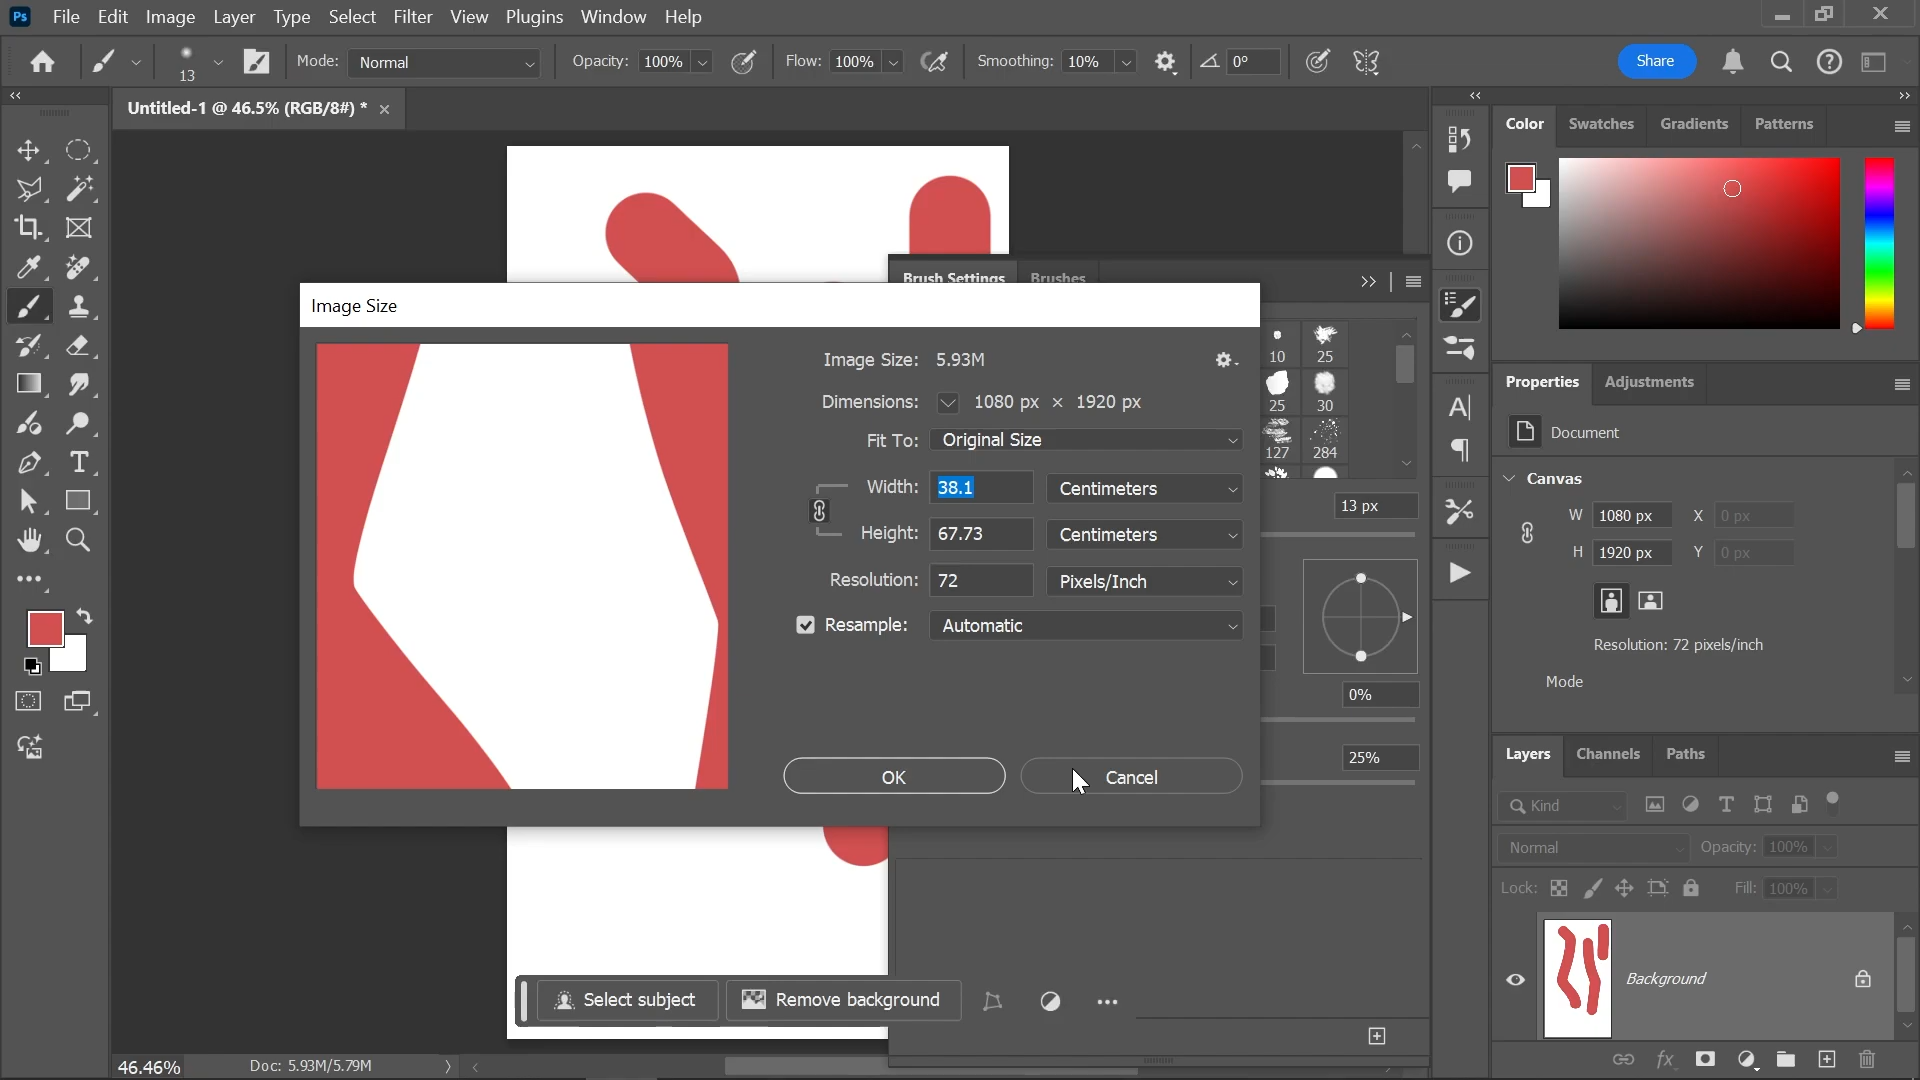 Ps File Edit Image Layer Type Select Filter View Plugins Window Help
13 Mode: Normal Opacity: 100% Flow: 100% Smoothing: 10% 0° Share
Untitled-1 @ 46.5% (RGB/8#) * ×
Color Swatches Gradients Patterns
Brush Settings Brushes
Image Size
Image Size: 5.93M
Dimensions: 1080 px × 1920 px
Fit To: Original Size
Width: 38.1 Centimeters
Height: 67.73 Centimeters
Resolution: 72 Pixels/Inch
Resample: Automatic
OK Cancel
10 25
25 30
127 284
13 px
0%
25%
Properties Adjustments
Document
Canvas
W 1080 px X 0 px
H 1920 px Y 0 px
Resolution: 72 pixels/inch
Mode
Layers Channels Paths
Kind
Normal Opacity: 100%
Lock: Fill: 100%
Background
Select subject Remove background
46.46% Doc: 5.93M/5.79M